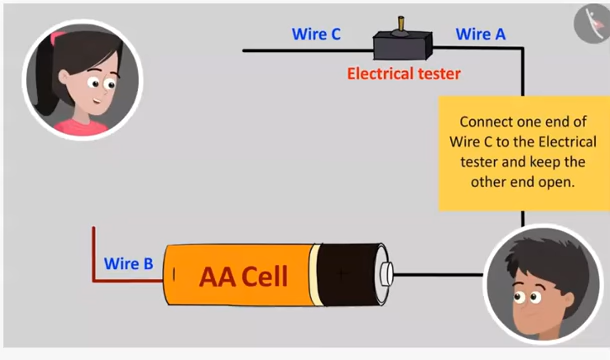 Wire C
Wire A
Electrical tester
Connect one end of
Wire C to the Electrical
tester and keep the
other end open.
Wire B
AA Cell